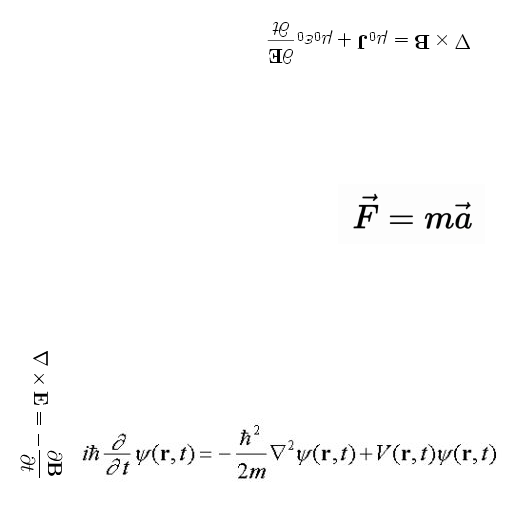 ∇ × B = μ₀J + μ₀ε₀ ∂E/∂t
F⃗ = ma⃗
∇ × E = − ∂B/∂t
iħ ∂/∂t ψ(r, t) = − ħ²/2m ∇²ψ(r, t) + V(r, t)ψ(r, t)